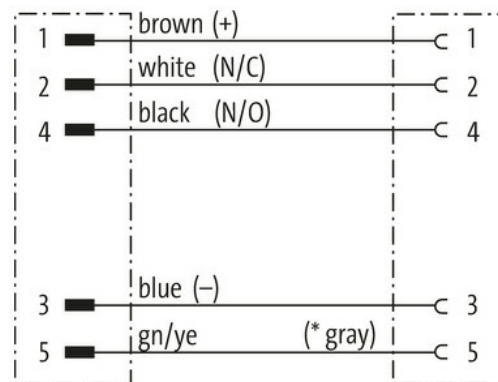 1 brown (+) 1
2 white (N/C) 2
4 black (N/O) 4
3 blue (–) 3
5 gn/ye (* gray) 5